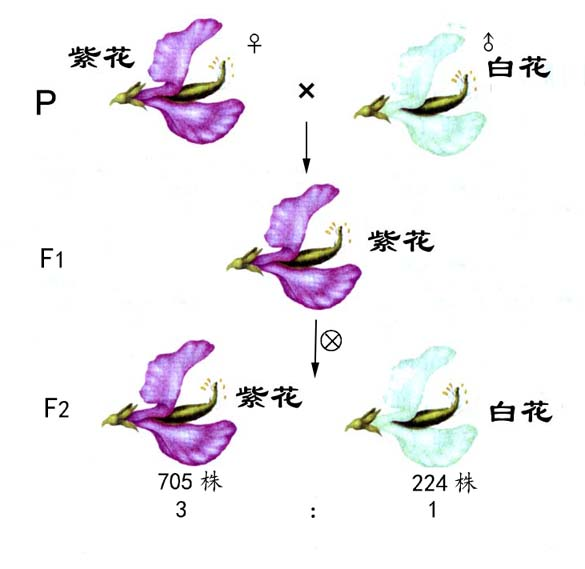 紫花 ♀ ♂ 白花
P ×
F1 紫花
⊗
F2 紫花 白花
705 株 224 株
3 : 1